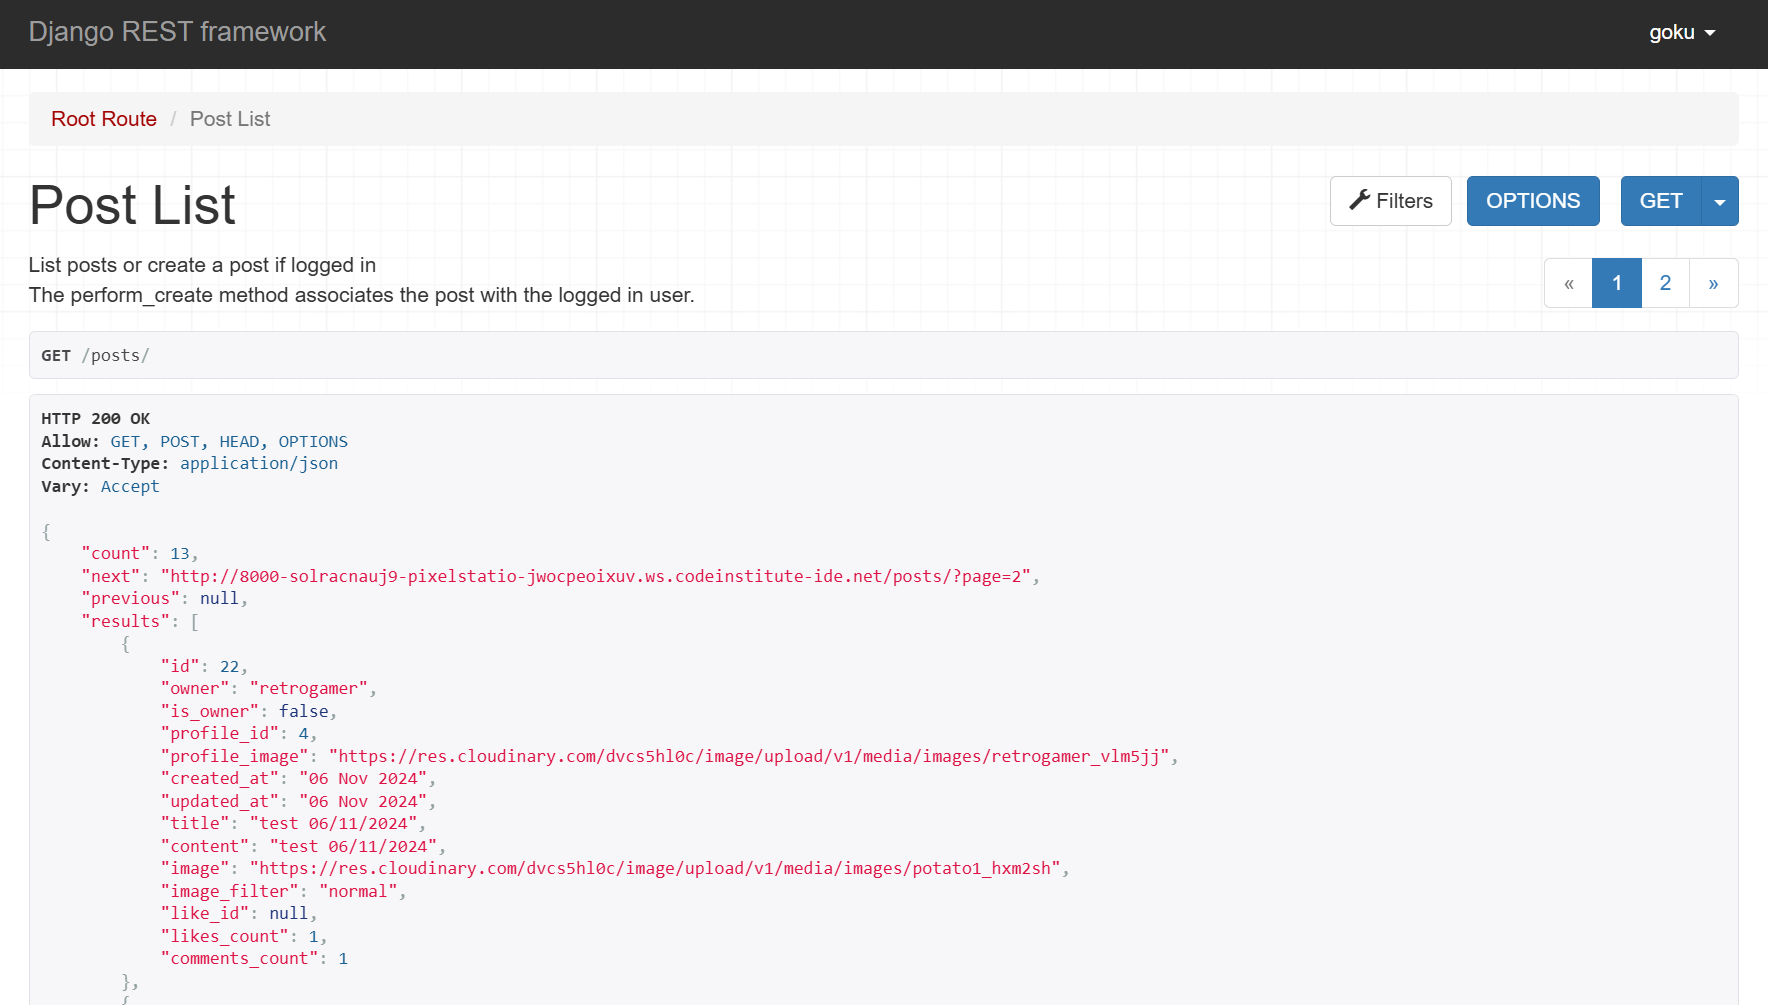 Django REST framework
goku
Root Route / Post List
Post List
Filters
OPTIONS
GET
List posts or create a post if logged in
The perform_create method associates the post with the logged in user.
« 1 2 »
GET /posts/
HTTP 200 OK
Allow: GET, POST, HEAD, OPTIONS
Content-Type: application/json
Vary: Accept
{
    "count": 13,
    "next": "http://8000-solracnauj9-pixelstatio-jwocpeoixuv.ws.codeinstitute-ide.net/posts/?page=2",
    "previous": null,
    "results": [
        {
            "id": 22,
            "owner": "retrogamer",
            "is_owner": false,
            "profile_id": 4,
            "profile_image": "https://res.cloudinary.com/dvcs5hl0c/image/upload/v1/media/images/retrogamer_vlm5jj",
            "created_at": "06 Nov 2024",
            "updated_at": "06 Nov 2024",
            "title": "test 06/11/2024",
            "content": "test 06/11/2024",
            "image": "https://res.cloudinary.com/dvcs5hl0c/image/upload/v1/media/images/potato1_hxm2sh",
            "image_filter": "normal",
            "like_id": null,
            "likes_count": 1,
            "comments_count": 1
        },
        {